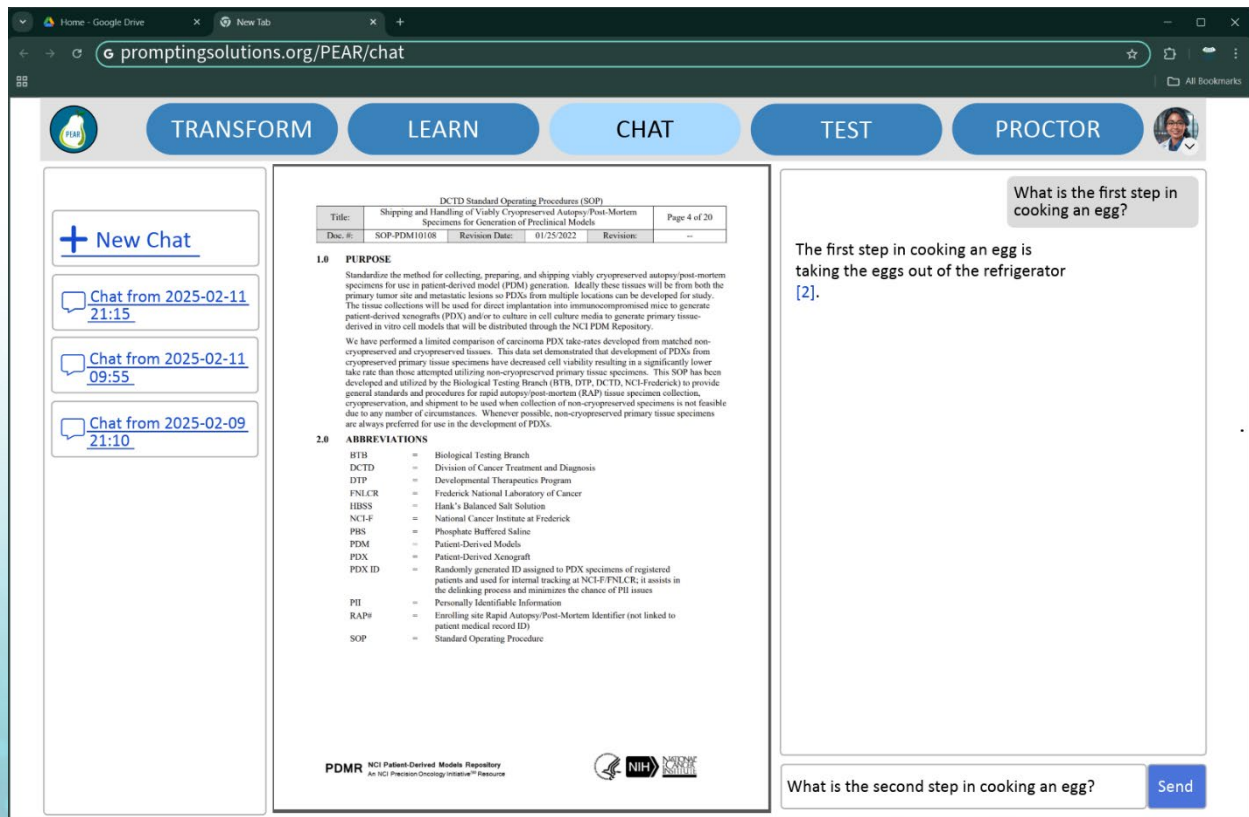 Home - Google Drive
New Tab
promptingsolutions.org/PEAR/chat
All Bookmarks
PEAR
TRANSFORM
LEARN
CHAT
TEST
PROCTOR
New Chat
Chat from 2025-02-11
21:15
Chat from 2025-02-11
09:55
Chat from 2025-02-09
21:10
DCTD Standard Operating Procedures (SOP)
Title:
Shipping and Handling of Viably Cryopreserved Autopsy/Post-Mortem
Specimens for Generation of Preclinical Models
Page 4 of 20
Doc. #: SOP-PDM10108 Revision Date: 01/25/2022 Revision: --
1.0 PURPOSE
Standardize the method for collecting, preparing, and shipping viably cryopreserved autopsy/post-mortem
specimens for use in patient-derived model (PDM) generation. Ideally these tissues will be from both the
primary tumor site and metastatic lesions so PDXs from multiple locations can be developed for study.
The tissue collections will be used for direct implantation into immunocompromised mice to generate
patient-derived xenografts (PDX) and/or to culture in cell culture media to generate primary tissue-
derived in vitro cell models that will be distributed through the NCI PDM Repository.
We have performed a limited comparison of carcinoma PDX take-rates developed from matched non-
cryopreserved and cryopreserved tissues. This data set demonstrated that development of PDXs from
cryopreserved primary tissue specimens have decreased cell viability resulting in a significantly lower
take rate than those attempted utilizing non-cryopreserved primary tissue specimens. This SOP has been
developed and utilized by the Biological Testing Branch (BTB, DTP, DCTD, NCI-Frederick) to provide
general standards and procedures for rapid autopsy/post-mortem (RAP) tissue specimen collection,
cryopreservation, and shipment to be used when collection of non-cryopreserved specimens is not feasible
due to any number of circumstances. Whenever possible, non-cryopreserved primary tissue specimens
are always preferred for use in the development of PDXs.
2.0 ABBREVIATIONS
BTB = Biological Testing Branch
DCTD = Division of Cancer Treatment and Diagnosis
DTP = Developmental Therapeutics Program
FNLCR = Frederick National Laboratory of Cancer
HBSS = Hank's Balanced Salt Solution
NCI-F = National Cancer Institute at Frederick
PBS = Phosphate Buffered Saline
PDM = Patient-Derived Models
PDX = Patient-Derived Xenograft
PDX ID = Randomly generated ID assigned to PDX specimens of registered
patients and used for internal tracking at NCI-F/FNLCR; it assists in
the delinking process and minimizes the chance of PII issues
PII = Personally Identifiable Information
RAP# = Enrolling site Rapid Autopsy/Post-Mortem Identifier (not linked to
patient medical record ID)
SOP = Standard Operating Procedure
PDMR NCI Patient-Derived Models Repository
An NCI Precision Oncology Initiative℠ Resource
NIH NATIONAL
CANCER
INSTITUTE
What is the first step in
cooking an egg?
The first step in cooking an egg is
taking the eggs out of the refrigerator
[2].
What is the second step in cooking an egg?
Send